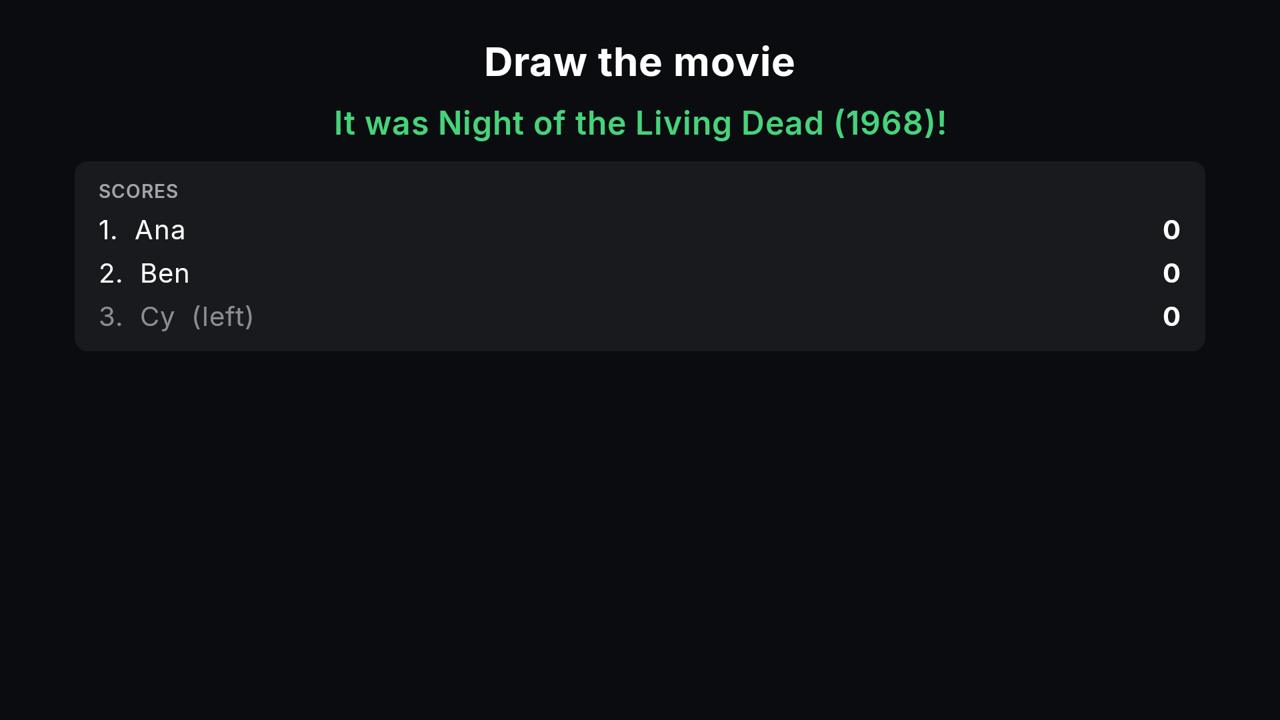 Draw the movie
It was Night of the Living Dead (1968)!
SCORES
1. Ana 0
2. Ben 0
3. Cy (left) 0